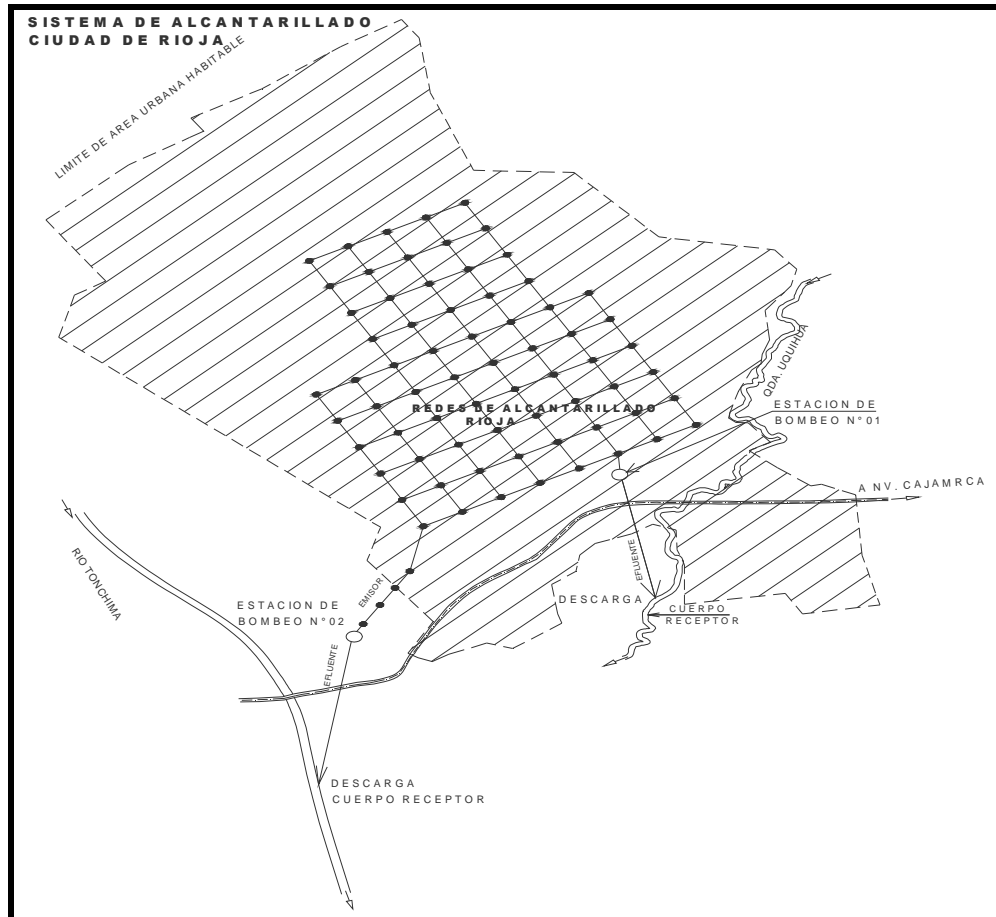 SISTEMA DE ALCANTARILLADO
CIUDAD DE RIOJA
LIMITE DE AREA URBANA HABITABLE
QDA. UQUIHUA
REDES DE ALCANTARILLADO
RIOJA
ESTACION DE
BOMBEO N°01
A NV. CAJAMRCA
RIO TONCHIMA
EMISOR
EFLUENTE
ESTACION DE
BOMBEO N°02
DESCARGA
CUERPO
RECEPTOR
EFLUENTE
DESCARGA
CUERPO RECEPTOR